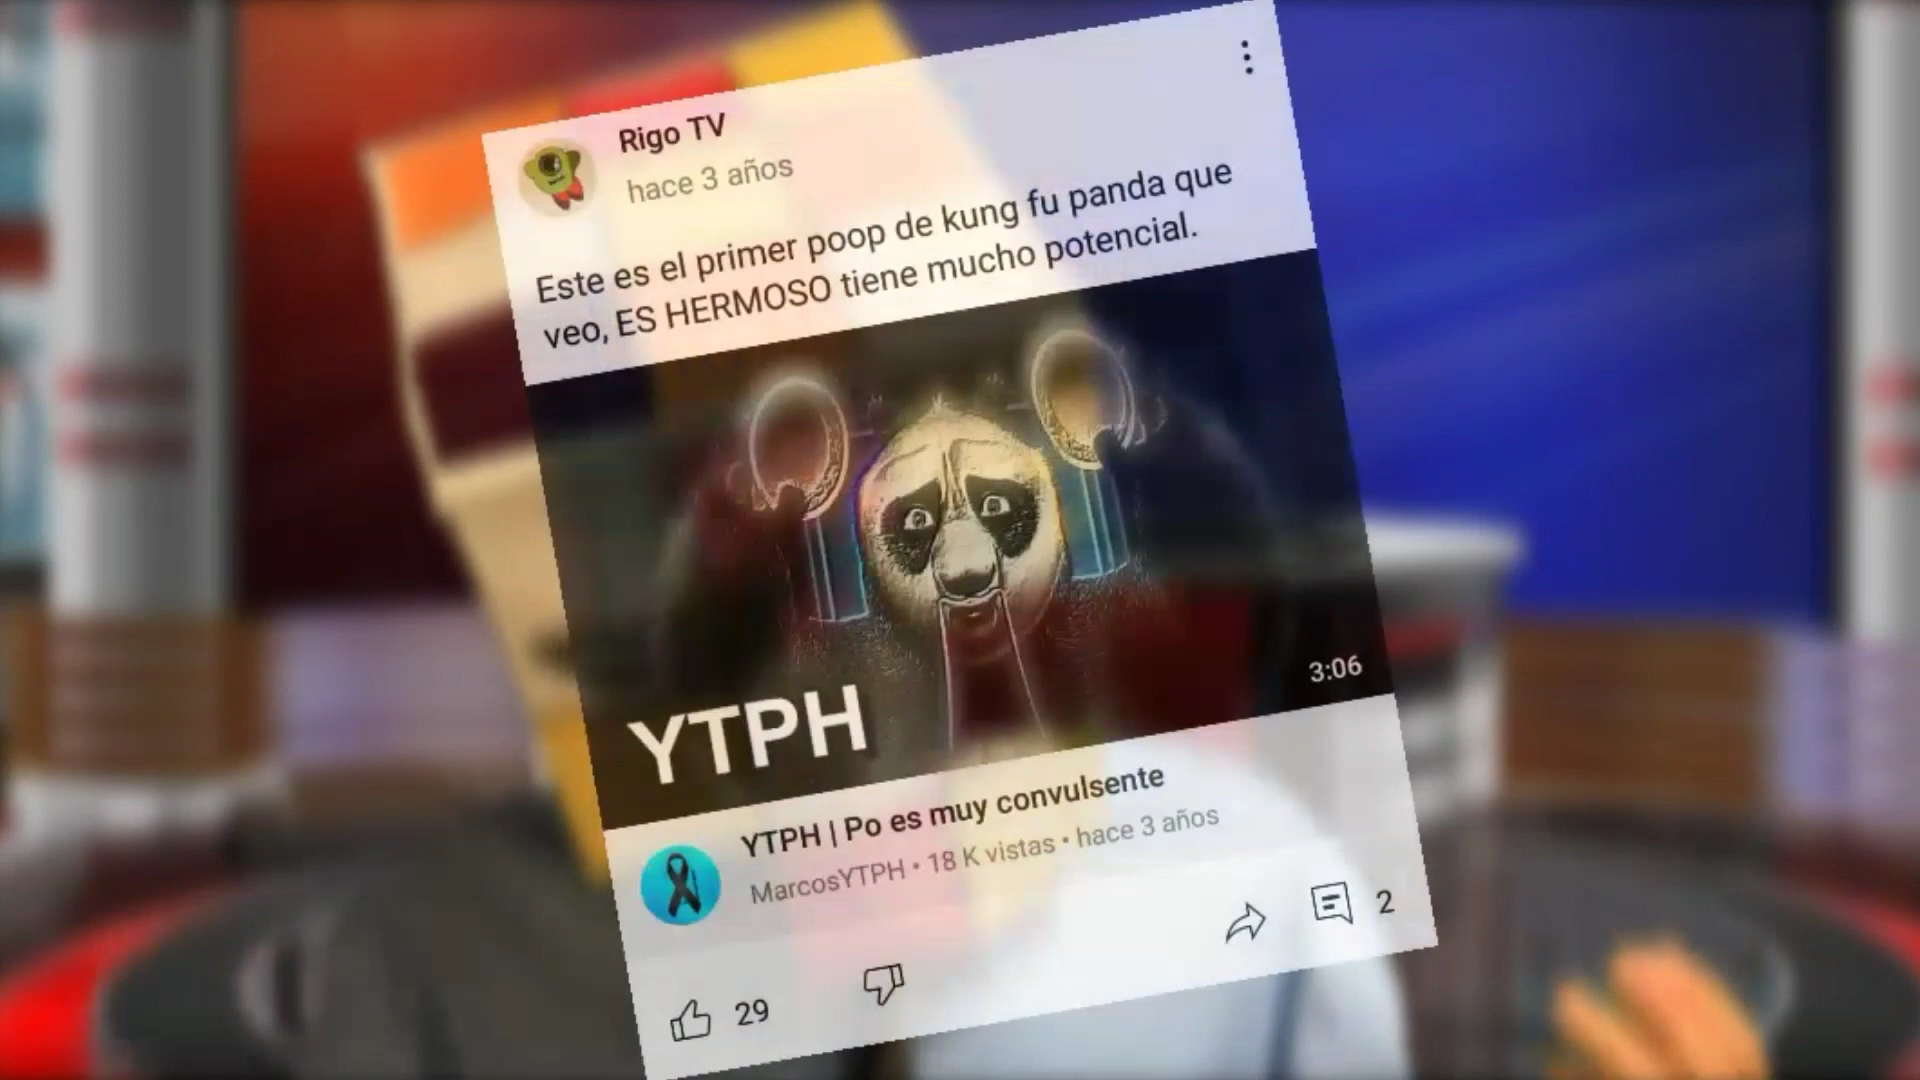 Rigo TV
hace 3 años
Este es el primer poop de kung fu panda que
veo, ES HERMOSO tiene mucho potencial.
3:06
YTPH
YTPH | Po es muy convulsente
MarcosYTPH • 18 K vistas • hace 3 años
29
2